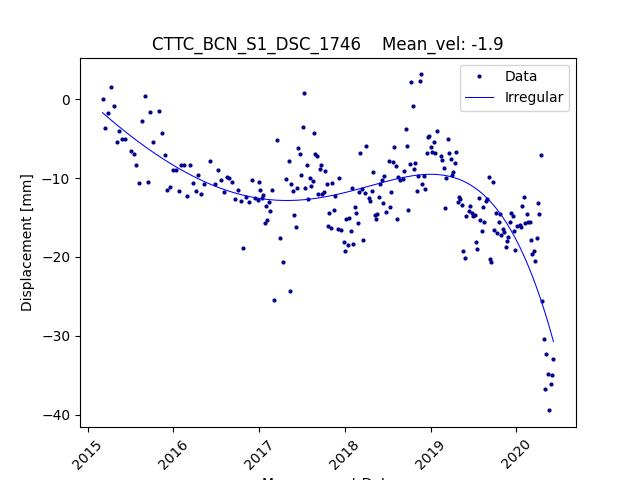 CTTC_BCN_S1_DSC_1746    Mean_vel: -1.9
Data
Irregular
Displacement [mm]
0
−10
−20
−30
−40
2015
2016
2017
2018
2019
2020